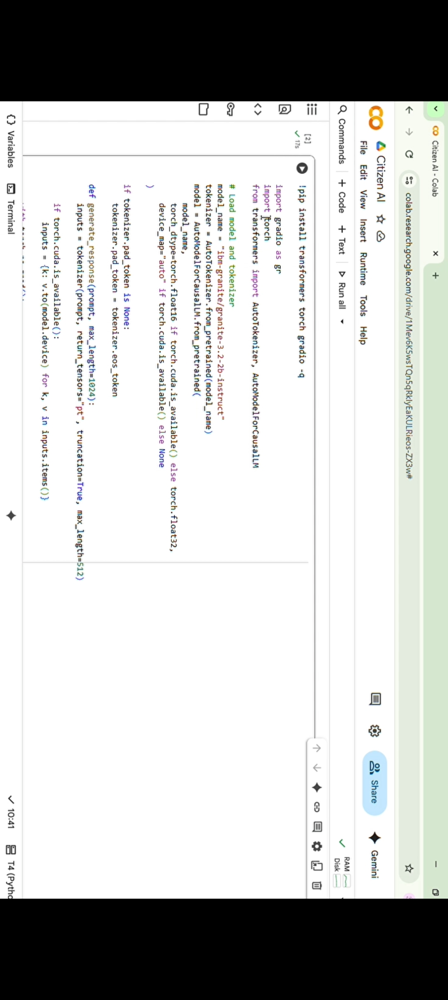 Citizen AI - Colab
colab.research.google.com/drive/1Mev6K5wsTQn5qRklyEaKULRieos-ZX3w#
Citizen AI
File Edit View Insert Runtime Tools Help
Share
Gemini
Commands + Code + Text Run all
RAM
Disk
[2]
17s
!pip install transformers torch gradio -q
import gradio as gr
import torch
from transformers import AutoTokenizer, AutoModelForCausalLM
# Load model and tokenizer
model_name = "ibm-granite/granite-3.2-2b-instruct"
tokenizer = AutoTokenizer.from_pretrained(model_name)
model = AutoModelForCausalLM.from_pretrained(
    model_name,
    torch_dtype=torch.float16 if torch.cuda.is_available() else torch.float32,
    device_map="auto" if torch.cuda.is_available() else None
)
if tokenizer.pad_token is None:
    tokenizer.pad_token = tokenizer.eos_token
def generate_response(prompt, max_length=1024):
    inputs = tokenizer(prompt, return_tensors="pt", truncation=True, max_length=512)
    if torch.cuda.is_available():
        inputs = {k: v.to(model.device) for k, v in inputs.items()}
{} Variables Terminal
10:41 T4 (Pytho